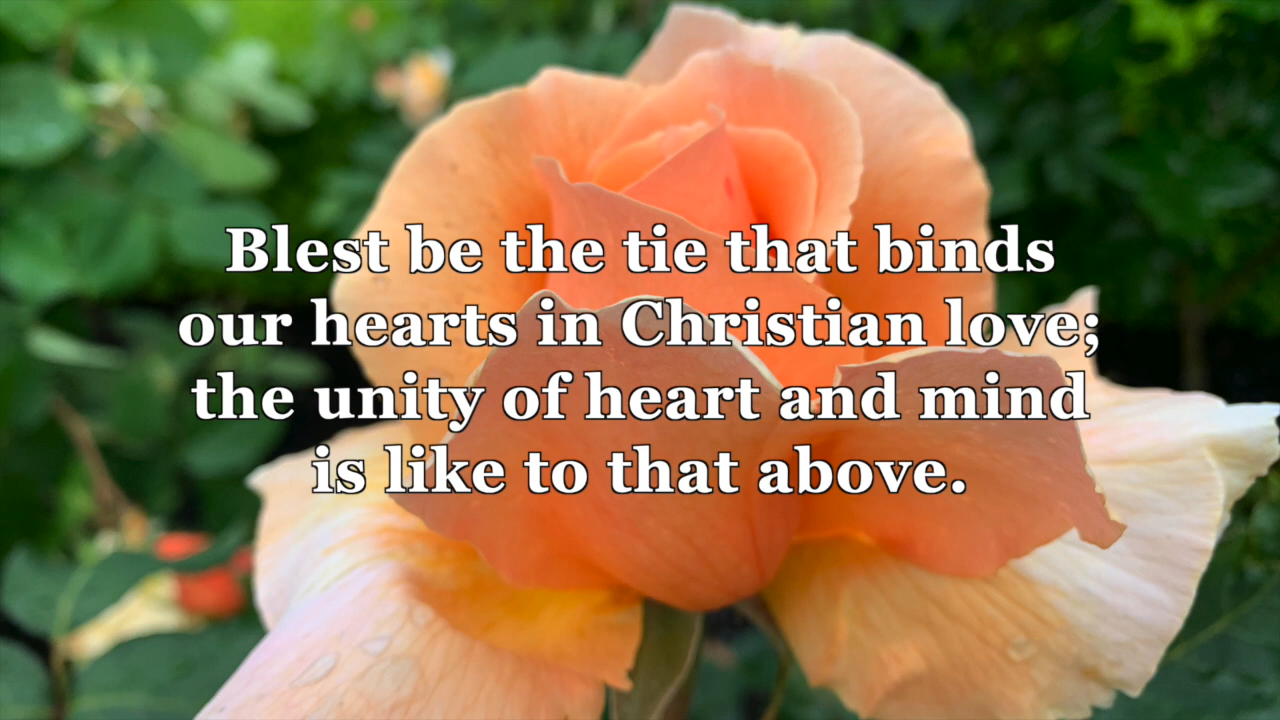 Blest be the tie that binds
our hearts in Christian love;
the unity of heart and mind
is like to that above.